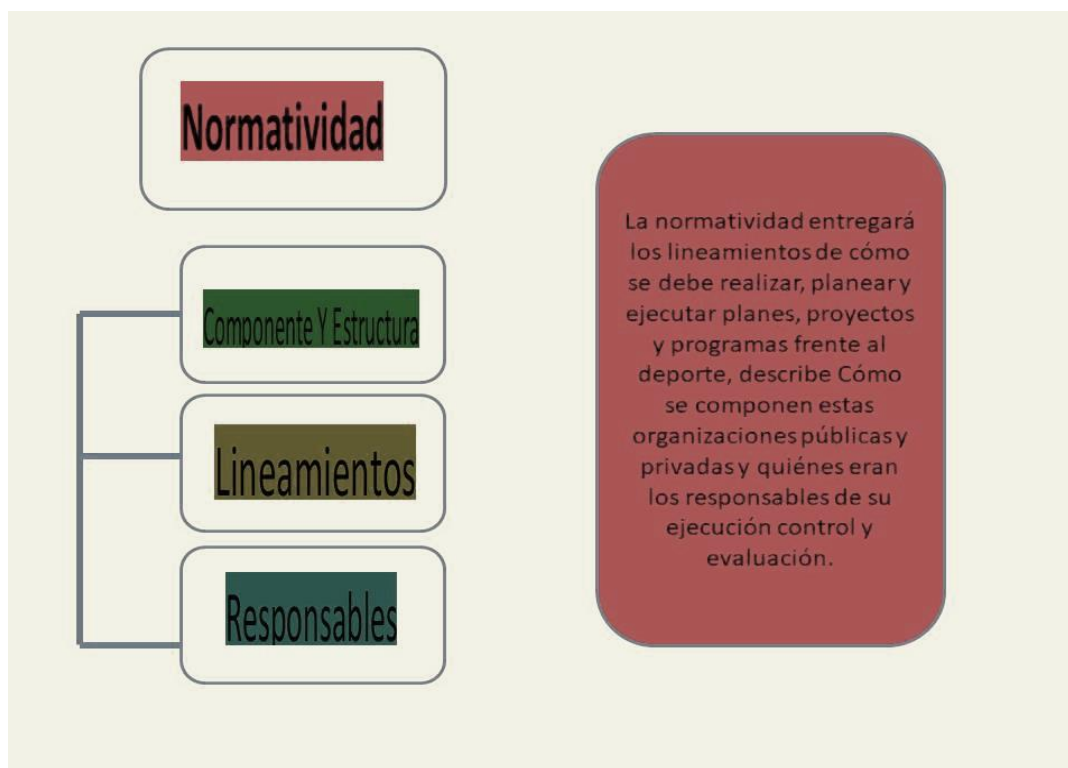 Normatividad
Componente Y Estructura
Lineamientos
Responsables
La normatividad entregará
los lineamientos de cómo
se debe realizar, planear y
ejecutar planes, proyectos
y programas frente al
deporte, describe Cómo
se componen estas
organizaciones públicas y
privadas y quiénes eran
los responsables de su
ejecución control y
evaluación.